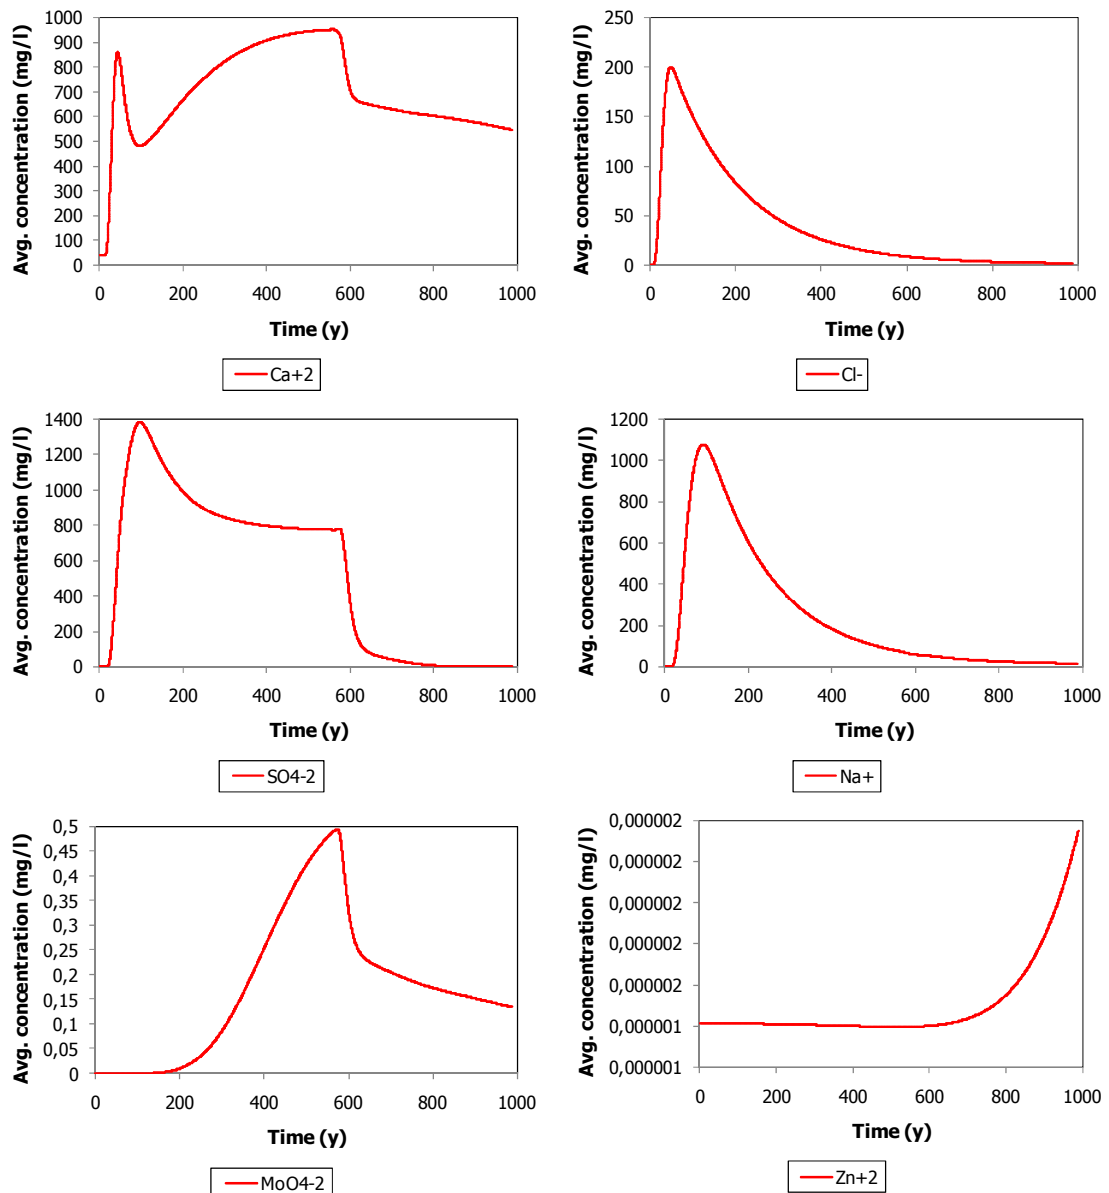 Avg. concentration (mg/l)
1000
900
800
700
600
500
400
300
200
100
0
0 200 400 600 800 1000
Time (y)
Ca+2
Avg. concentration (mg/l)
250
200
150
100
50
0
0 200 400 600 800 1000
Time (y)
Cl-
Avg. concentration (mg/l)
1400
1200
1000
800
600
400
200
0
0 200 400 600 800 1000
Time (y)
SO4-2
Avg. concentration (mg/l)
1200
1000
800
600
400
200
0
0 200 400 600 800 1000
Time (y)
Na+
Avg. concentration (mg/l)
0,5
0,45
0,4
0,35
0,3
0,25
0,2
0,15
0,1
0,05
0
0 200 400 600 800 1000
Time (y)
MoO4-2
Avg. concentration (mg/l)
0,000002
0,000002
0,000002
0,000002
0,000002
0,000001
0,000001
0 200 400 600 800 1000
Time (y)
Zn+2